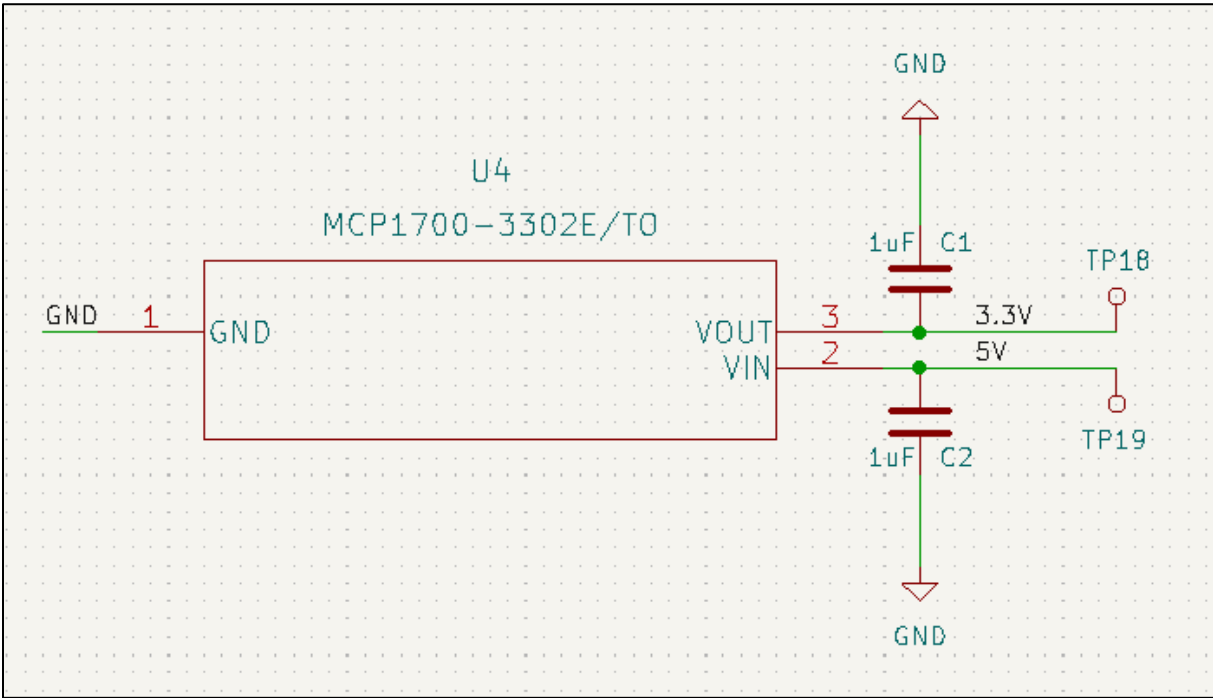 GND
U4
MCP1700-3302E/TO
1uF C1
TP18
GND 1
GND
VOUT 3 3.3V
VIN 2 5V
1uF C2
TP19
GND